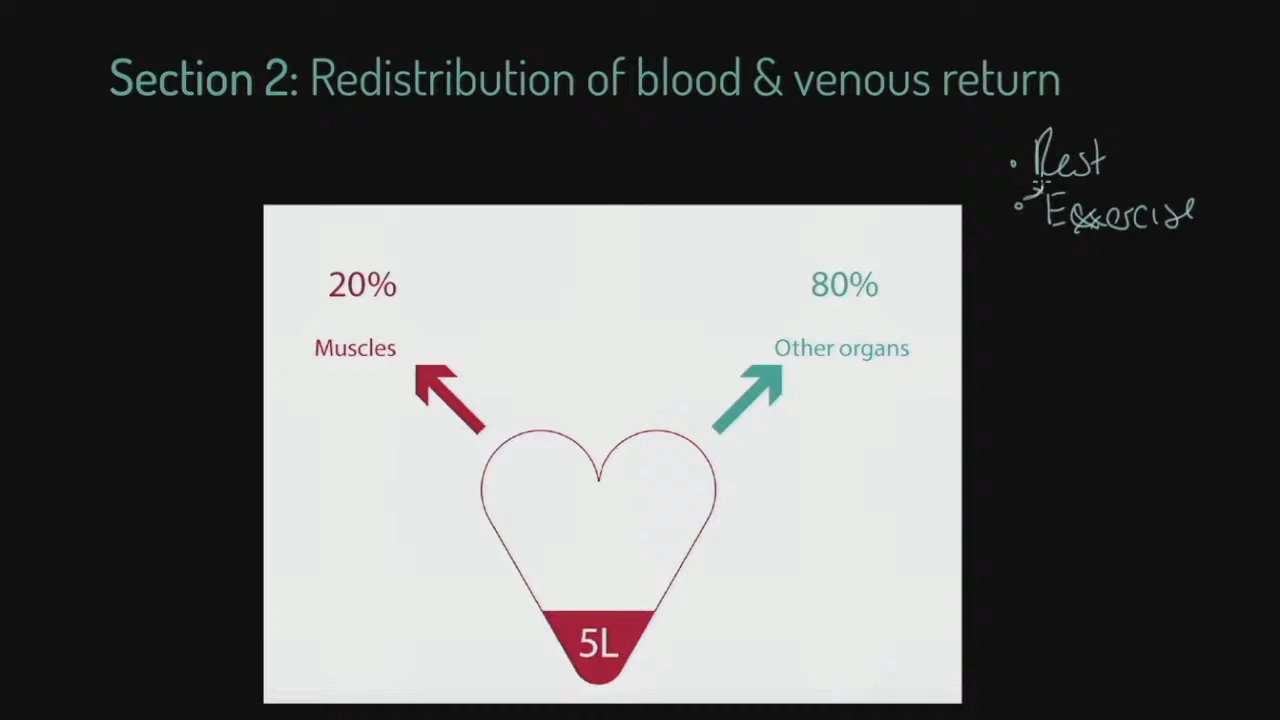 Section 2: Redistribution of blood & venous return
• Rest
• Exercise
20%
80%
Muscles
Other organs
5L